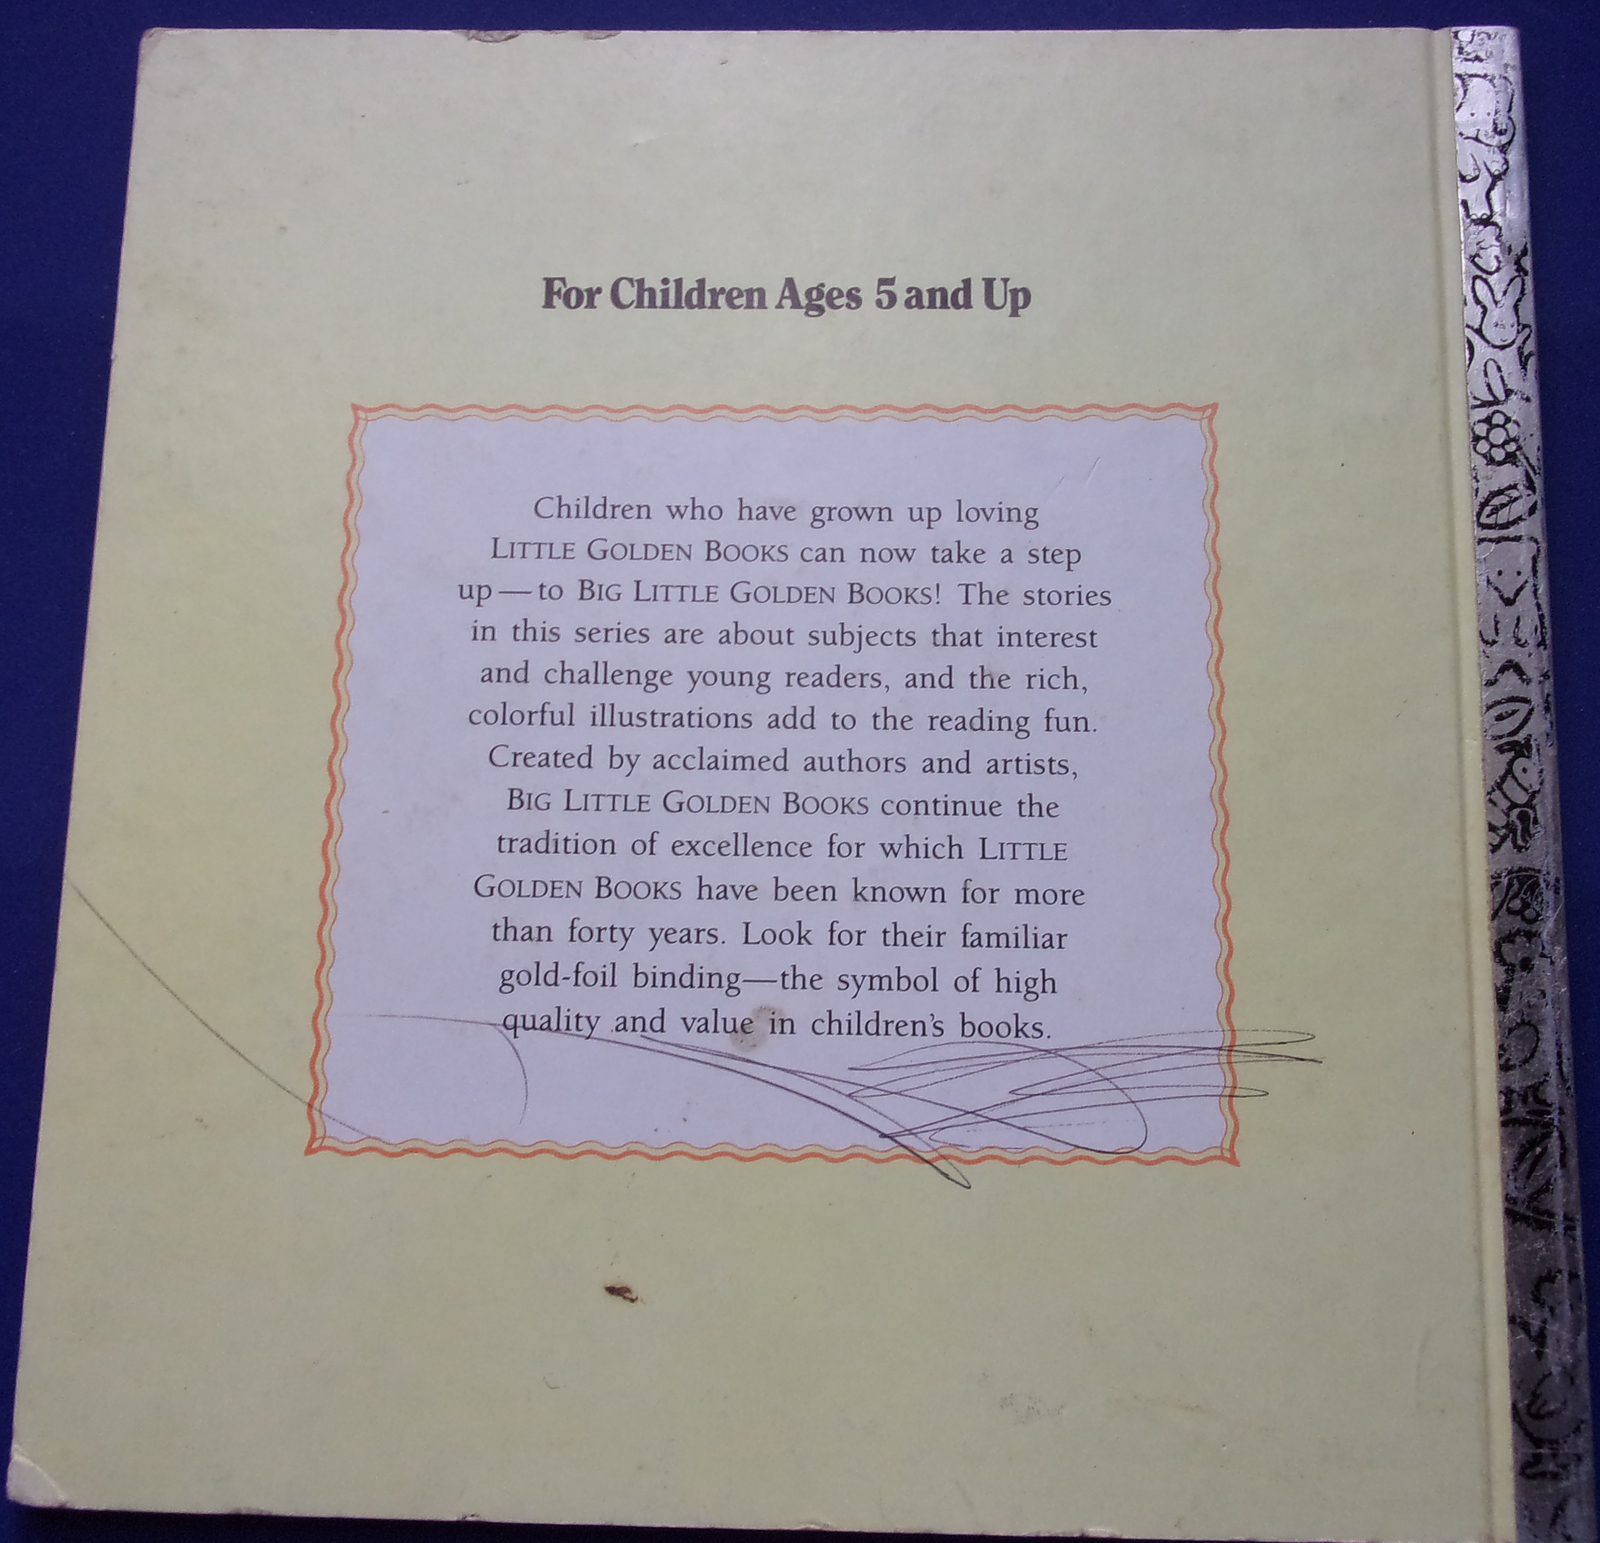 For Children Ages 5 and Up
Children who have grown up loving
LITTLE GOLDEN BOOKS can now take a step
up — to BIG LITTLE GOLDEN BOOKS! The stories
in this series are about subjects that interest
and challenge young readers, and the rich,
colorful illustrations add to the reading fun.
Created by acclaimed authors and artists,
BIG LITTLE GOLDEN BOOKS continue the
tradition of excellence for which LITTLE
GOLDEN BOOKS have been known for more
than forty years. Look for their familiar
gold-foil binding—the symbol of high
quality and value in children's books.